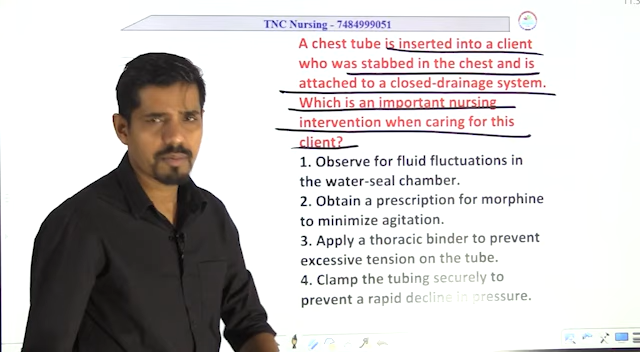 TNC Nursing - 7484999051
A chest tube is inserted into a client
who was stabbed in the chest and is
attached to a closed-drainage system.
Which is an important nursing
intervention when caring for this
client?
1. Observe for fluid fluctuations in
the water-seal chamber.
2. Obtain a prescription for morphine
to minimize agitation.
3. Apply a thoracic binder to prevent
excessive tension on the tube.
4. Clamp the tubing securely to
prevent a rapid decline in pressure.